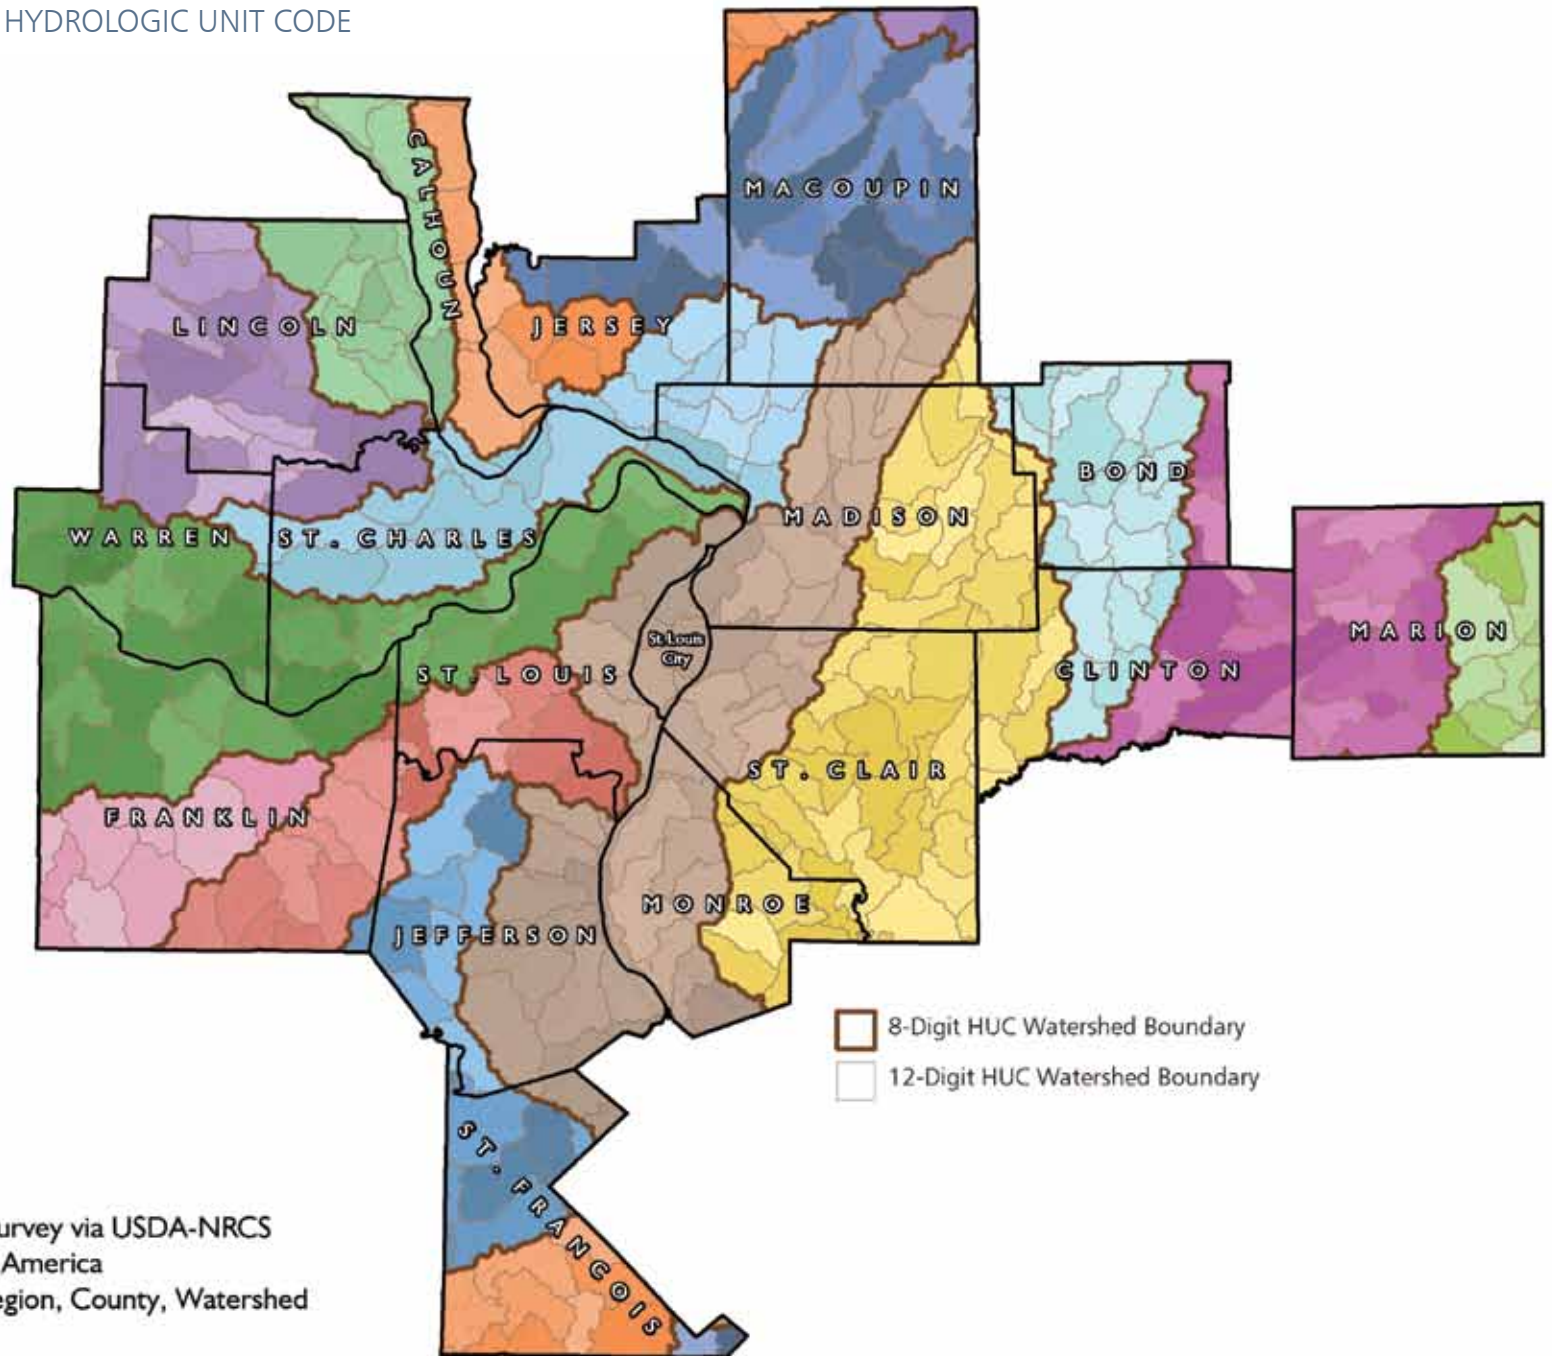 HYDROLOGIC UNIT CODE
CALHOUN
MACOUPIN
LINCOLN
JERSEY
BOND
WARREN
ST. CHARLES
MADISON
St. Louis
City
MARION
ST. LOUIS
CLINTON
ST. CLAIR
FRANKLIN
MONROE
JEFFERSON
8-Digit HUC Watershed Boundary
12-Digit HUC Watershed Boundary
ST. FRANCOIS
urvey via USDA-NRCS
America
egion, County, Watershed